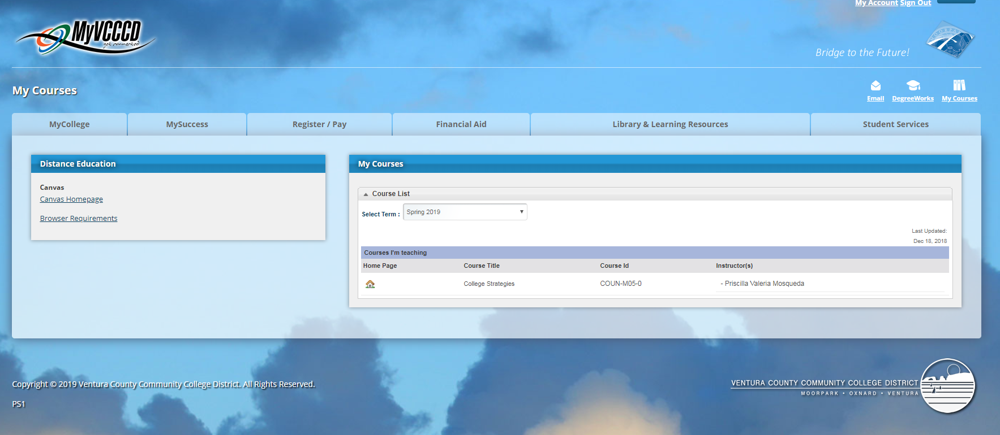 My Account Sign Out
MyVCCCD
get connected
Bridge to the Future!
My Courses
Email DegreeWorks My Courses
MyCollege MySuccess Register / Pay Financial Aid Library & Learning Resources Student Services
Distance Education
Canvas
Canvas Homepage
Browser Requirements
My Courses
Course List
Select Term : Spring 2019
Last Updated:
Dec 18, 2018
Courses I'm teaching
Home Page Course Title Course Id Instructor(s)
College Strategies COUN-M05-0 - Priscilla Valeria Mosqueda
Copyright © 2019 Ventura County Community College District. All Rights Reserved.
PS1
VENTURA COUNTY COMMUNITY COLLEGE DISTRICT
MOORPARK • OXNARD • VENTURA